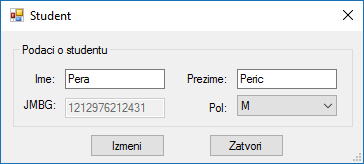 Student
Podaci o studentu
Ime: Pera Prezime: Peric
JMBG: 1212976212431 Pol: M
Izmeni Zatvori